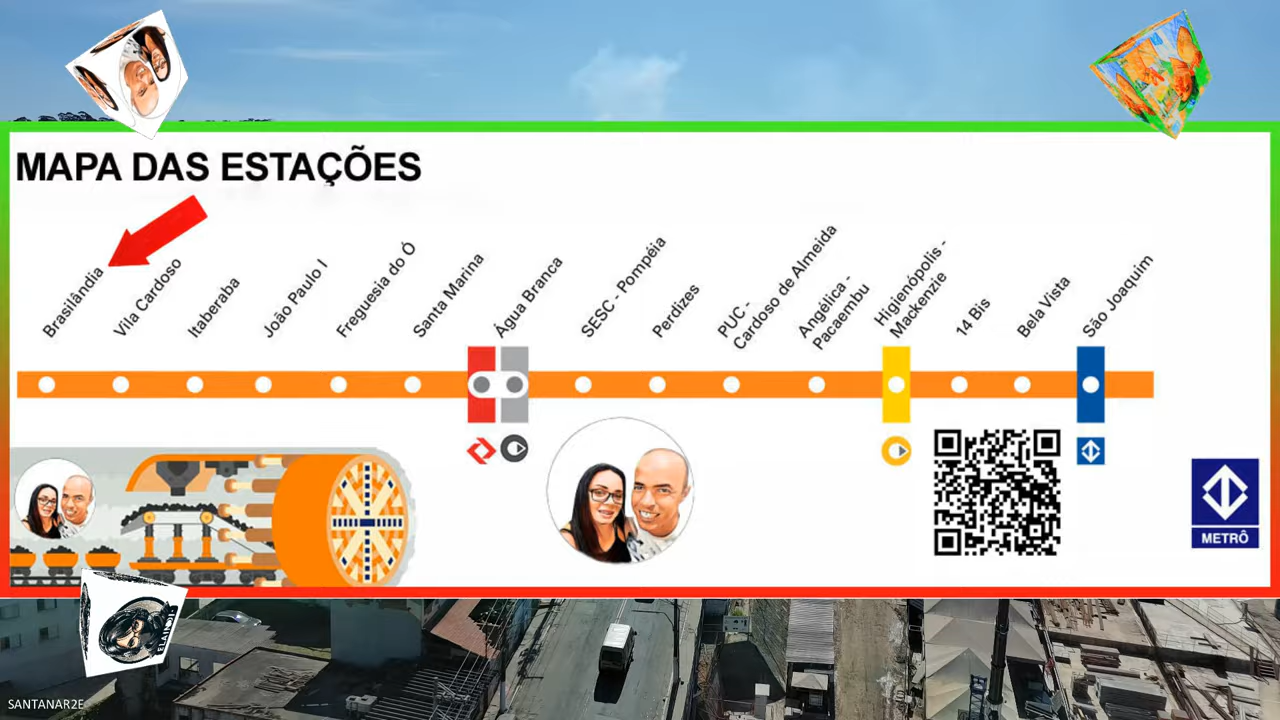 MAPA DAS ESTAÇÕES
Brasilândia
Vila Cardoso
Itaberaba
João Paulo I
Freguesia do Ó
Santa Marina
Água Branca
SESC - Pompéia
Perdizes
PUC -
Cardoso de Almeida
Angélica -
Pacaembu
Higienópolis -
Mackenzie
14 Bis
Bela Vista
São Joaquim
METRÔ
SANTANAR2E